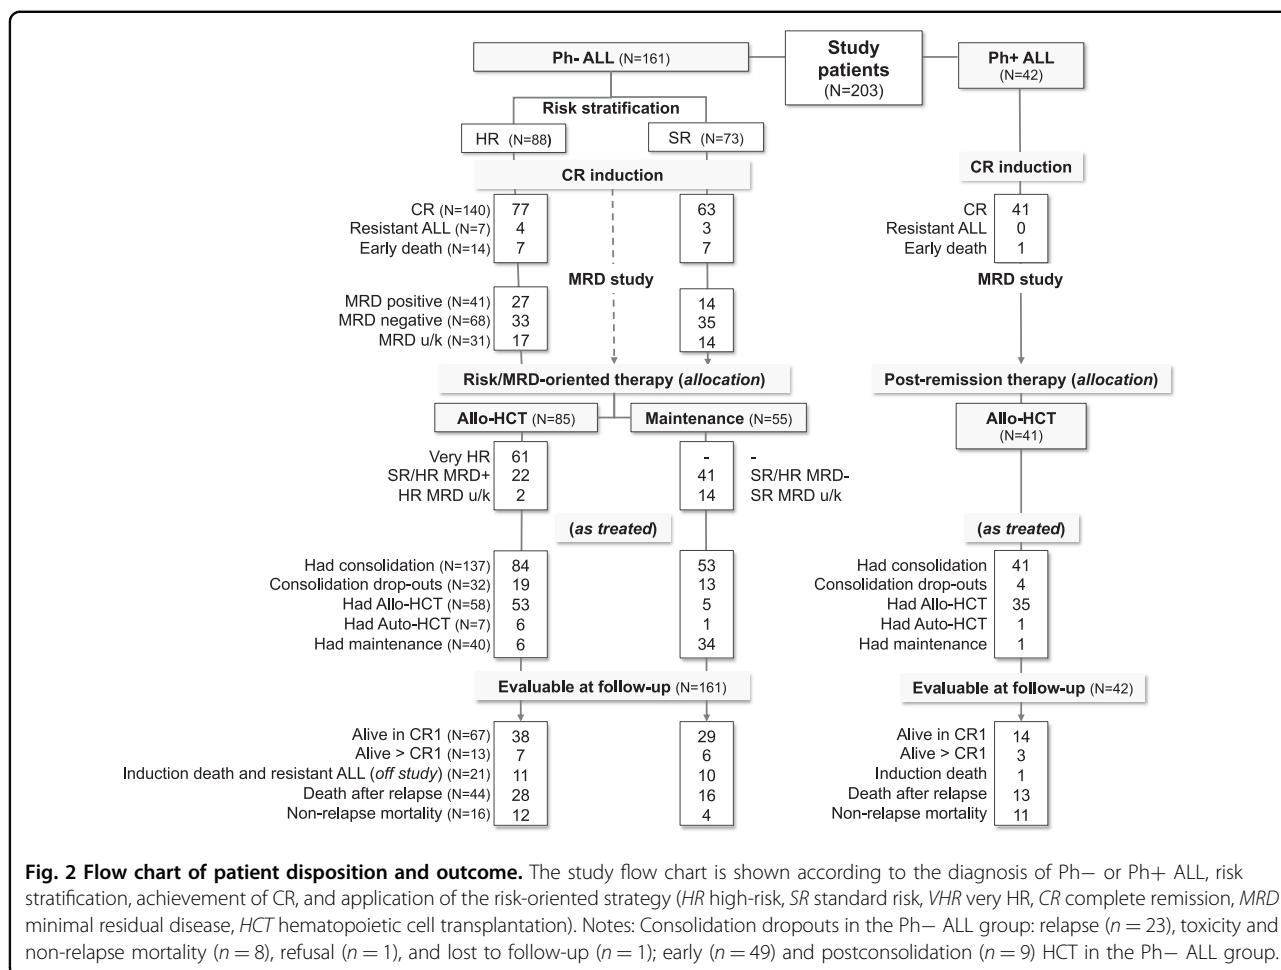 Ph- ALL (N=161)
Study patients (N=203)
Ph+ ALL (N=42)
Risk stratification
HR (N=88)
SR (N=73)
CR induction
CR induction
CR (N=140) 77 63
Resistant ALL (N=7) 4 3
Early death (N=14) 7 7
CR 41
Resistant ALL 0
Early death 1
MRD study
MRD study
MRD positive (N=41) 27 14
MRD negative (N=68) 33 35
MRD u/k (N=31) 17 14
Risk/MRD-oriented therapy (allocation)
Post-remission therapy (allocation)
Allo-HCT (N=85)
Maintenance (N=55)
Allo-HCT
(N=41)
Very HR 61 - -
SR/HR MRD+ 22 41 SR/HR MRD-
HR MRD u/k 2 14 SR MRD u/k
(as treated)
(as treated)
Had consolidation (N=137) 84 53
Consolidation drop-outs (N=32) 19 13
Had Allo-HCT (N=58) 53 5
Had Auto-HCT (N=7) 6 1
Had maintenance (N=40) 6 34
Had consolidation 41
Consolidation drop-outs 4
Had Allo-HCT 35
Had Auto-HCT 1
Had maintenance 1
Evaluable at follow-up (N=161)
Evaluable at follow-up (N=42)
Alive in CR1 (N=67) 38 29
Alive > CR1 (N=13) 7 6
Induction death and resistant ALL (off study) (N=21) 11 10
Death after relapse (N=44) 28 16
Non-relapse mortality (N=16) 12 4
Alive in CR1 14
Alive > CR1 3
Induction death 1
Death after relapse 13
Non-relapse mortality 11
Fig. 2 Flow chart of patient disposition and outcome. The study flow chart is shown according to the diagnosis of Ph− or Ph+ ALL, risk
stratification, achievement of CR, and application of the risk-oriented strategy (HR high-risk, SR standard risk, VHR very HR, CR complete remission, MRD
minimal residual disease, HCT hematopoietic cell transplantation). Notes: Consolidation dropouts in the Ph− ALL group: relapse (n = 23), toxicity and
non-relapse mortality (n = 8), refusal (n = 1), and lost to follow-up (n = 1); early (n = 49) and postconsolidation (n = 9) HCT in the Ph− ALL group.